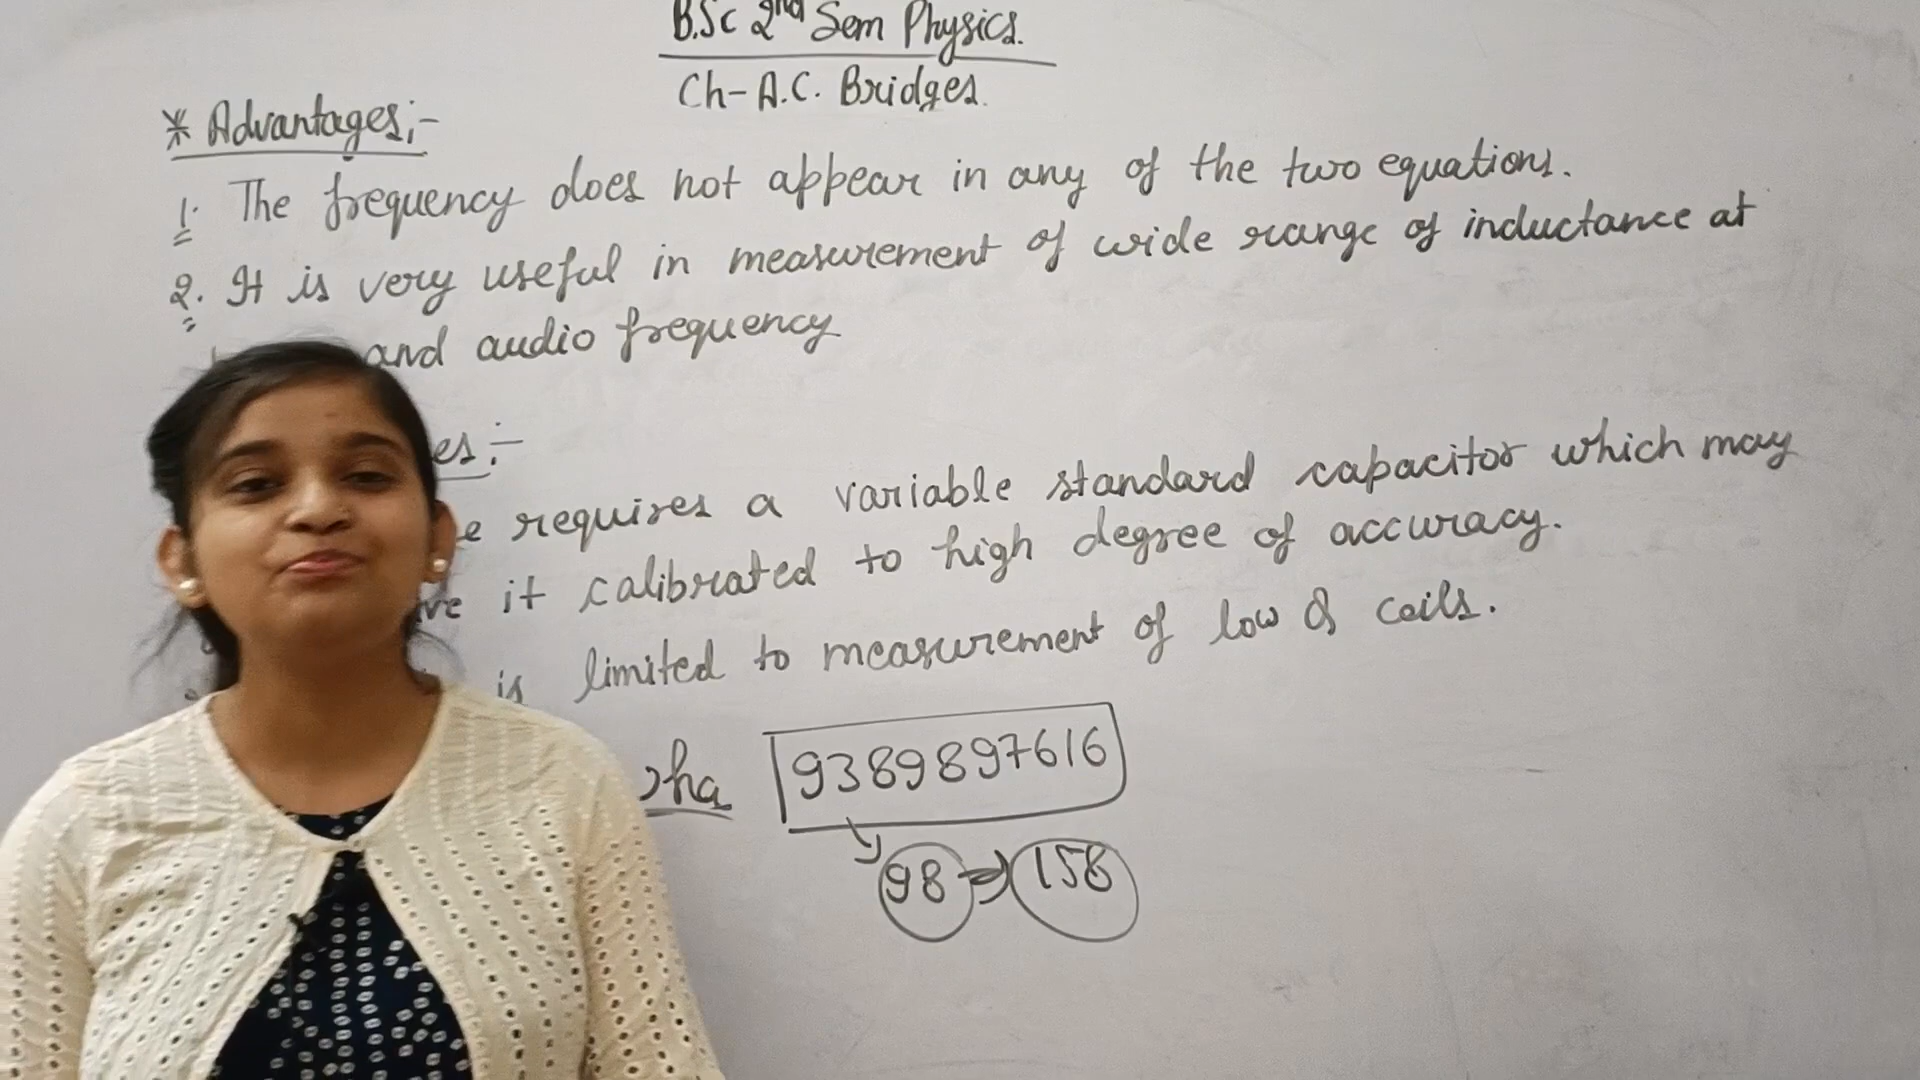 B.Sc 2nd Sem Physics.
Ch- A.C. Bridges.
* Advantages:-
1. The frequency does not appear in any of the two equations.
2. It is very useful in measurement of wide range of inductance at
and audio frequency
es:-
e requires a variable standard capacitor which may
ve it calibrated to high degree of accuracy.
is limited to measurement of low Q coils.
9389897616
98 → 158